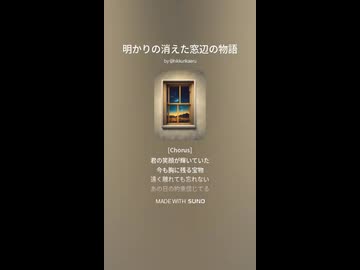 明かりの消えた窓辺の物語
[Chorus]
君の笑顔が輝いていた
今も胸に残る宝物
遠く離れても忘れない
あの日の約束信じてる
MADE WITH SUNO